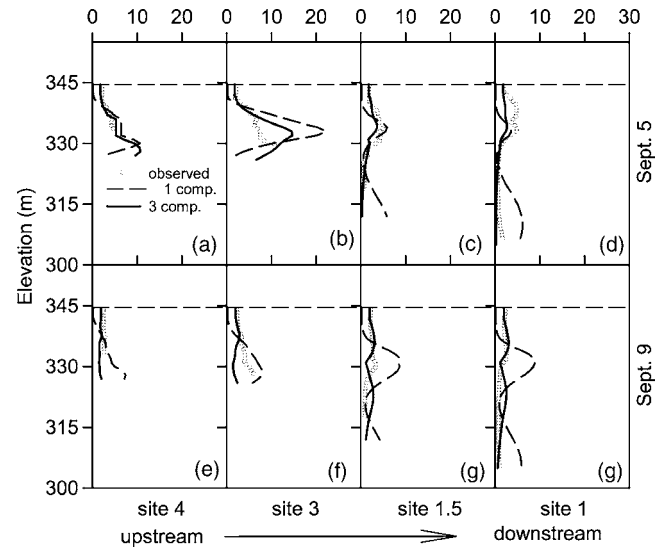 0 10 20 0 10 20 0 10 20 0 10 20 30
345
330
315
300
345
330
315
300
Elevation (m)
observed
1 comp.
3 comp.
(a) (b) (c) (d)
Sept. 5
(e) (f) (g) (g)
Sept. 9
site 4 site 3 site 1.5 site 1
upstream downstream